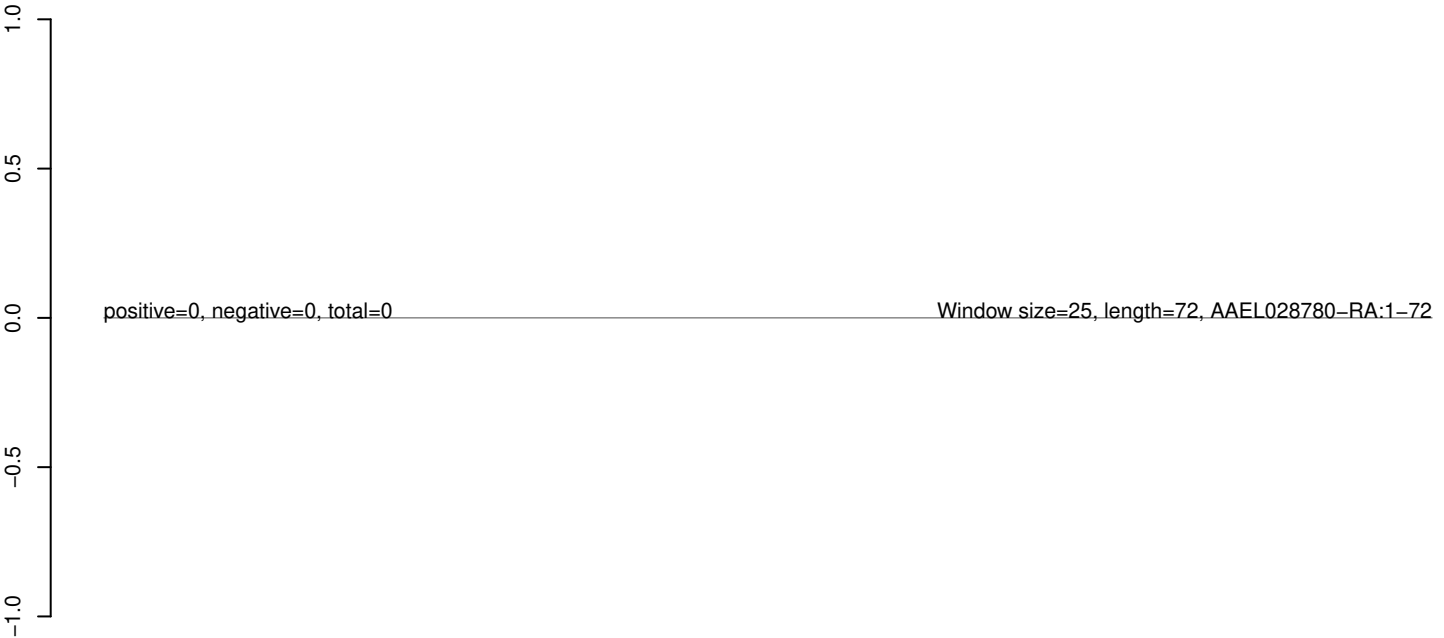 1.0
0.5
0.0
−0.5
−1.0
positive=0, negative=0, total=0
Window size=25, length=72, AAEL028780−RA:1−72